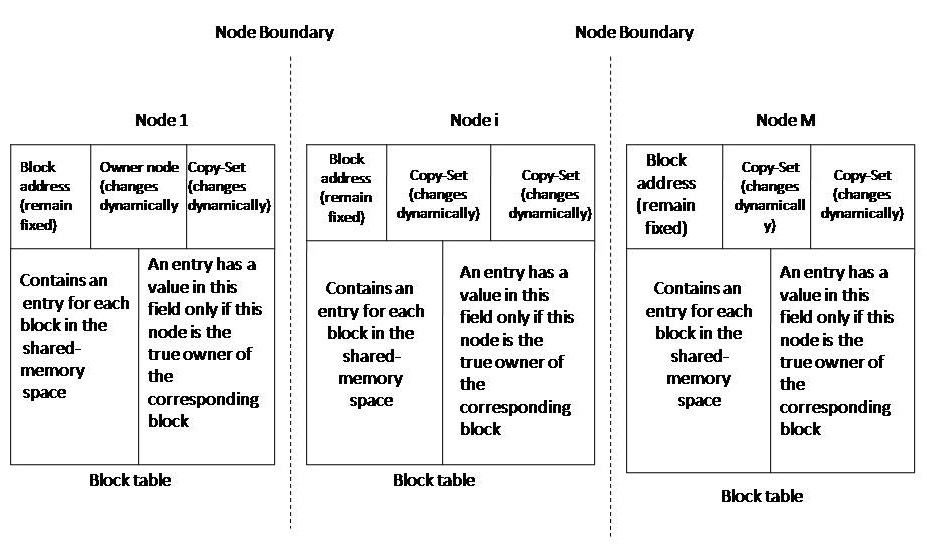 Node Boundary
Node Boundary
Node 1
Node i
Node M
Block
address
(remain
fixed)
Owner node
(changes
dynamically
Copy-Set
(changes
dynamically)
Block
address
(remain
fixed)
Copy-Set
(changes
dynamically)
Copy-Set
(changes
dynamically)
Block
address
(remain
fixed)
Copy-Set
(changes
dynamicall
y)
Copy-Set
(changes
dynamically)
Contains an
entry for each
block in the
shared-
memory
space
An entry has a
value in this
field only if this
node is the
true owner of
the
corresponding
block
Contains an
entry for each
block in the
shared-
memory
space
An entry has a
value in this
field only if this
node is the
true owner of
the
corresponding
block
Contains an
entry for each
block in the
shared-
memory
space
An entry has a
value in this
field only if this
node is the
true owner of
the
corresponding
block
Block table
Block table
Block table